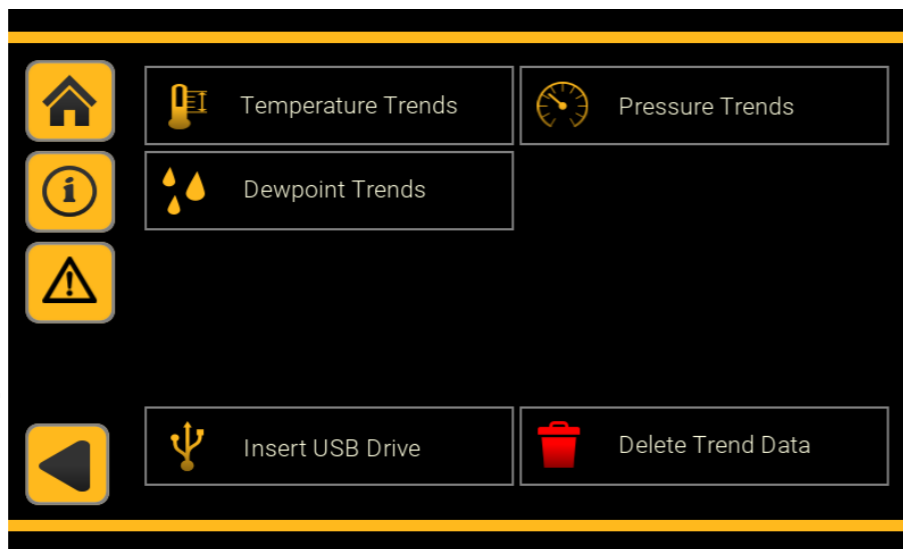 Temperature Trends
Pressure Trends
Dewpoint Trends
Insert USB Drive
Delete Trend Data